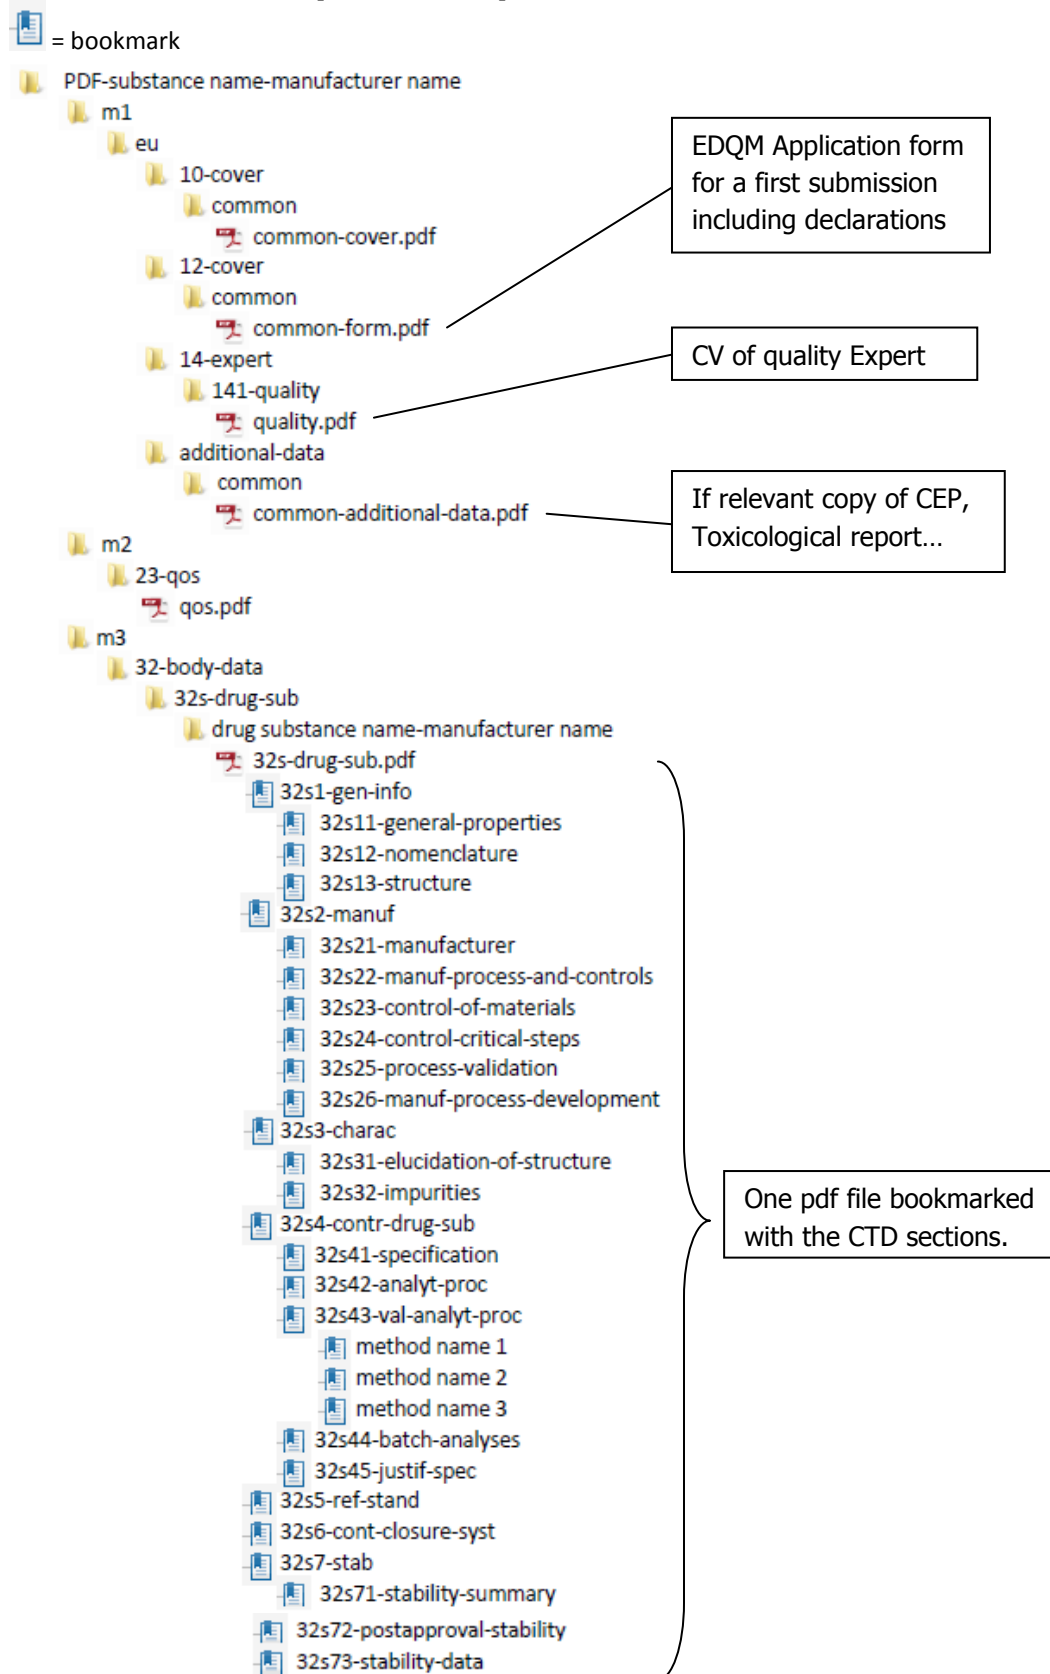 = bookmark
PDF-substance name-manufacturer name
m1
eu
10-cover
common
common-cover.pdf
12-cover
common
common-form.pdf
14-expert
141-quality
quality.pdf
additional-data
common
common-additional-data.pdf
EDQM Application form
for a first submission
including declarations
CV of quality Expert
If relevant copy of CEP,
Toxicological report...
m2
23-qos
qos.pdf
m3
32-body-data
32s-drug-sub
drug substance name-manufacturer name
32s-drug-sub.pdf
32s1-gen-info
32s11-general-properties
32s12-nomenclature
32s13-structure
32s2-manuf
32s21-manufacturer
32s22-manuf-process-and-controls
32s23-control-of-materials
32s24-control-critical-steps
32s25-process-validation
32s26-manuf-process-development
32s3-charac
32s31-elucidation-of-structure
32s32-impurities
32s4-contr-drug-sub
32s41-specification
32s42-analyt-proc
32s43-val-analyt-proc
method name 1
method name 2
method name 3
32s44-batch-analyses
32s45-justif-spec
32s5-ref-stand
32s6-cont-closure-syst
32s7-stab
32s71-stability-summary
32s72-postapproval-stability
32s73-stability-data
One pdf file bookmarked
with the CTD sections.